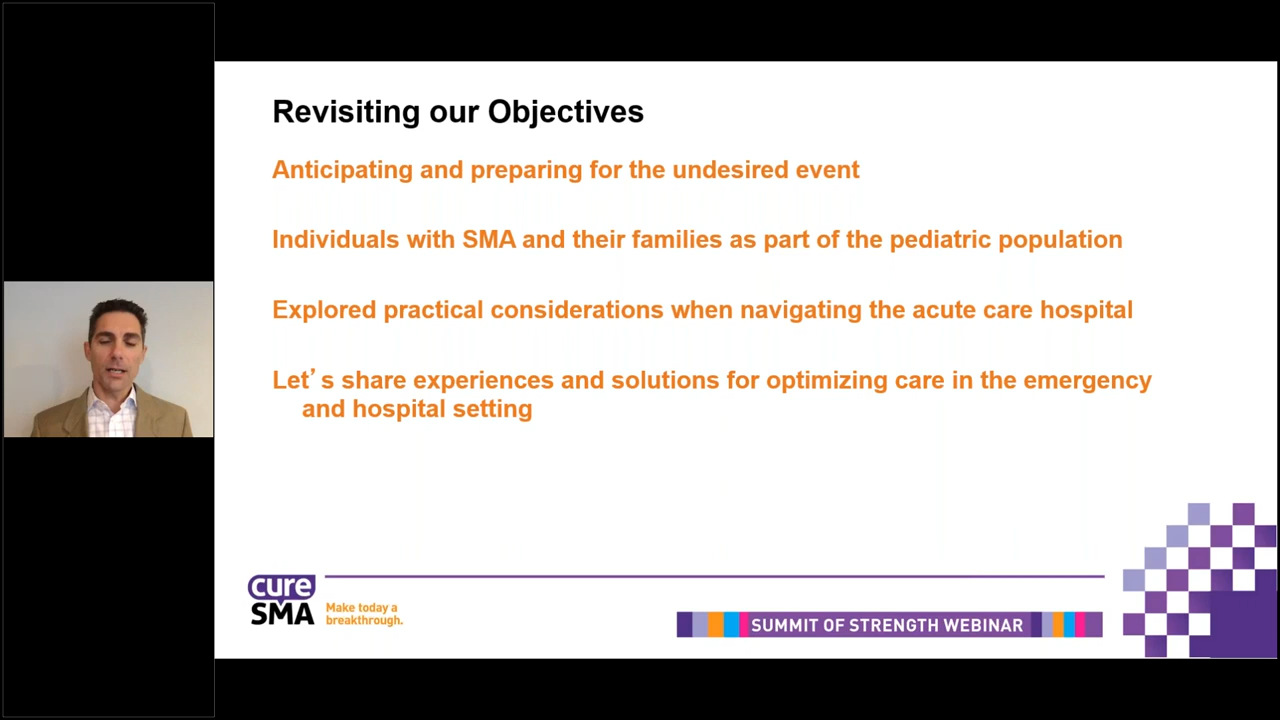 Revisiting our Objectives
Anticipating and preparing for the undesired event
Individuals with SMA and their families as part of the pediatric population
Explored practical considerations when navigating the acute care hospital
Let’s share experiences and solutions for optimizing care in the emergency
and hospital setting
cure
SMA
Make today a
breakthrough.
SUMMIT OF STRENGTH WEBINAR